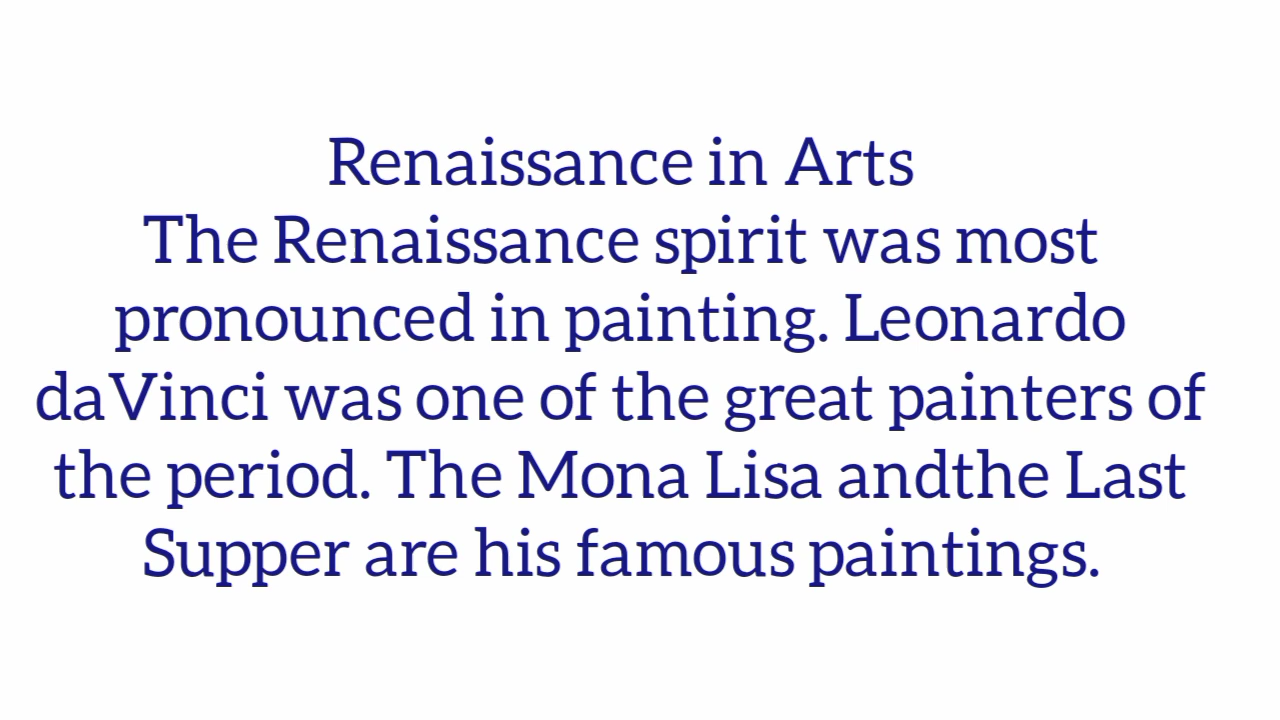 Renaissance in Arts
The Renaissance spirit was most
pronounced in painting. Leonardo
daVinci was one of the great painters of
the period. The Mona Lisa andthe Last
Supper are his famous paintings.